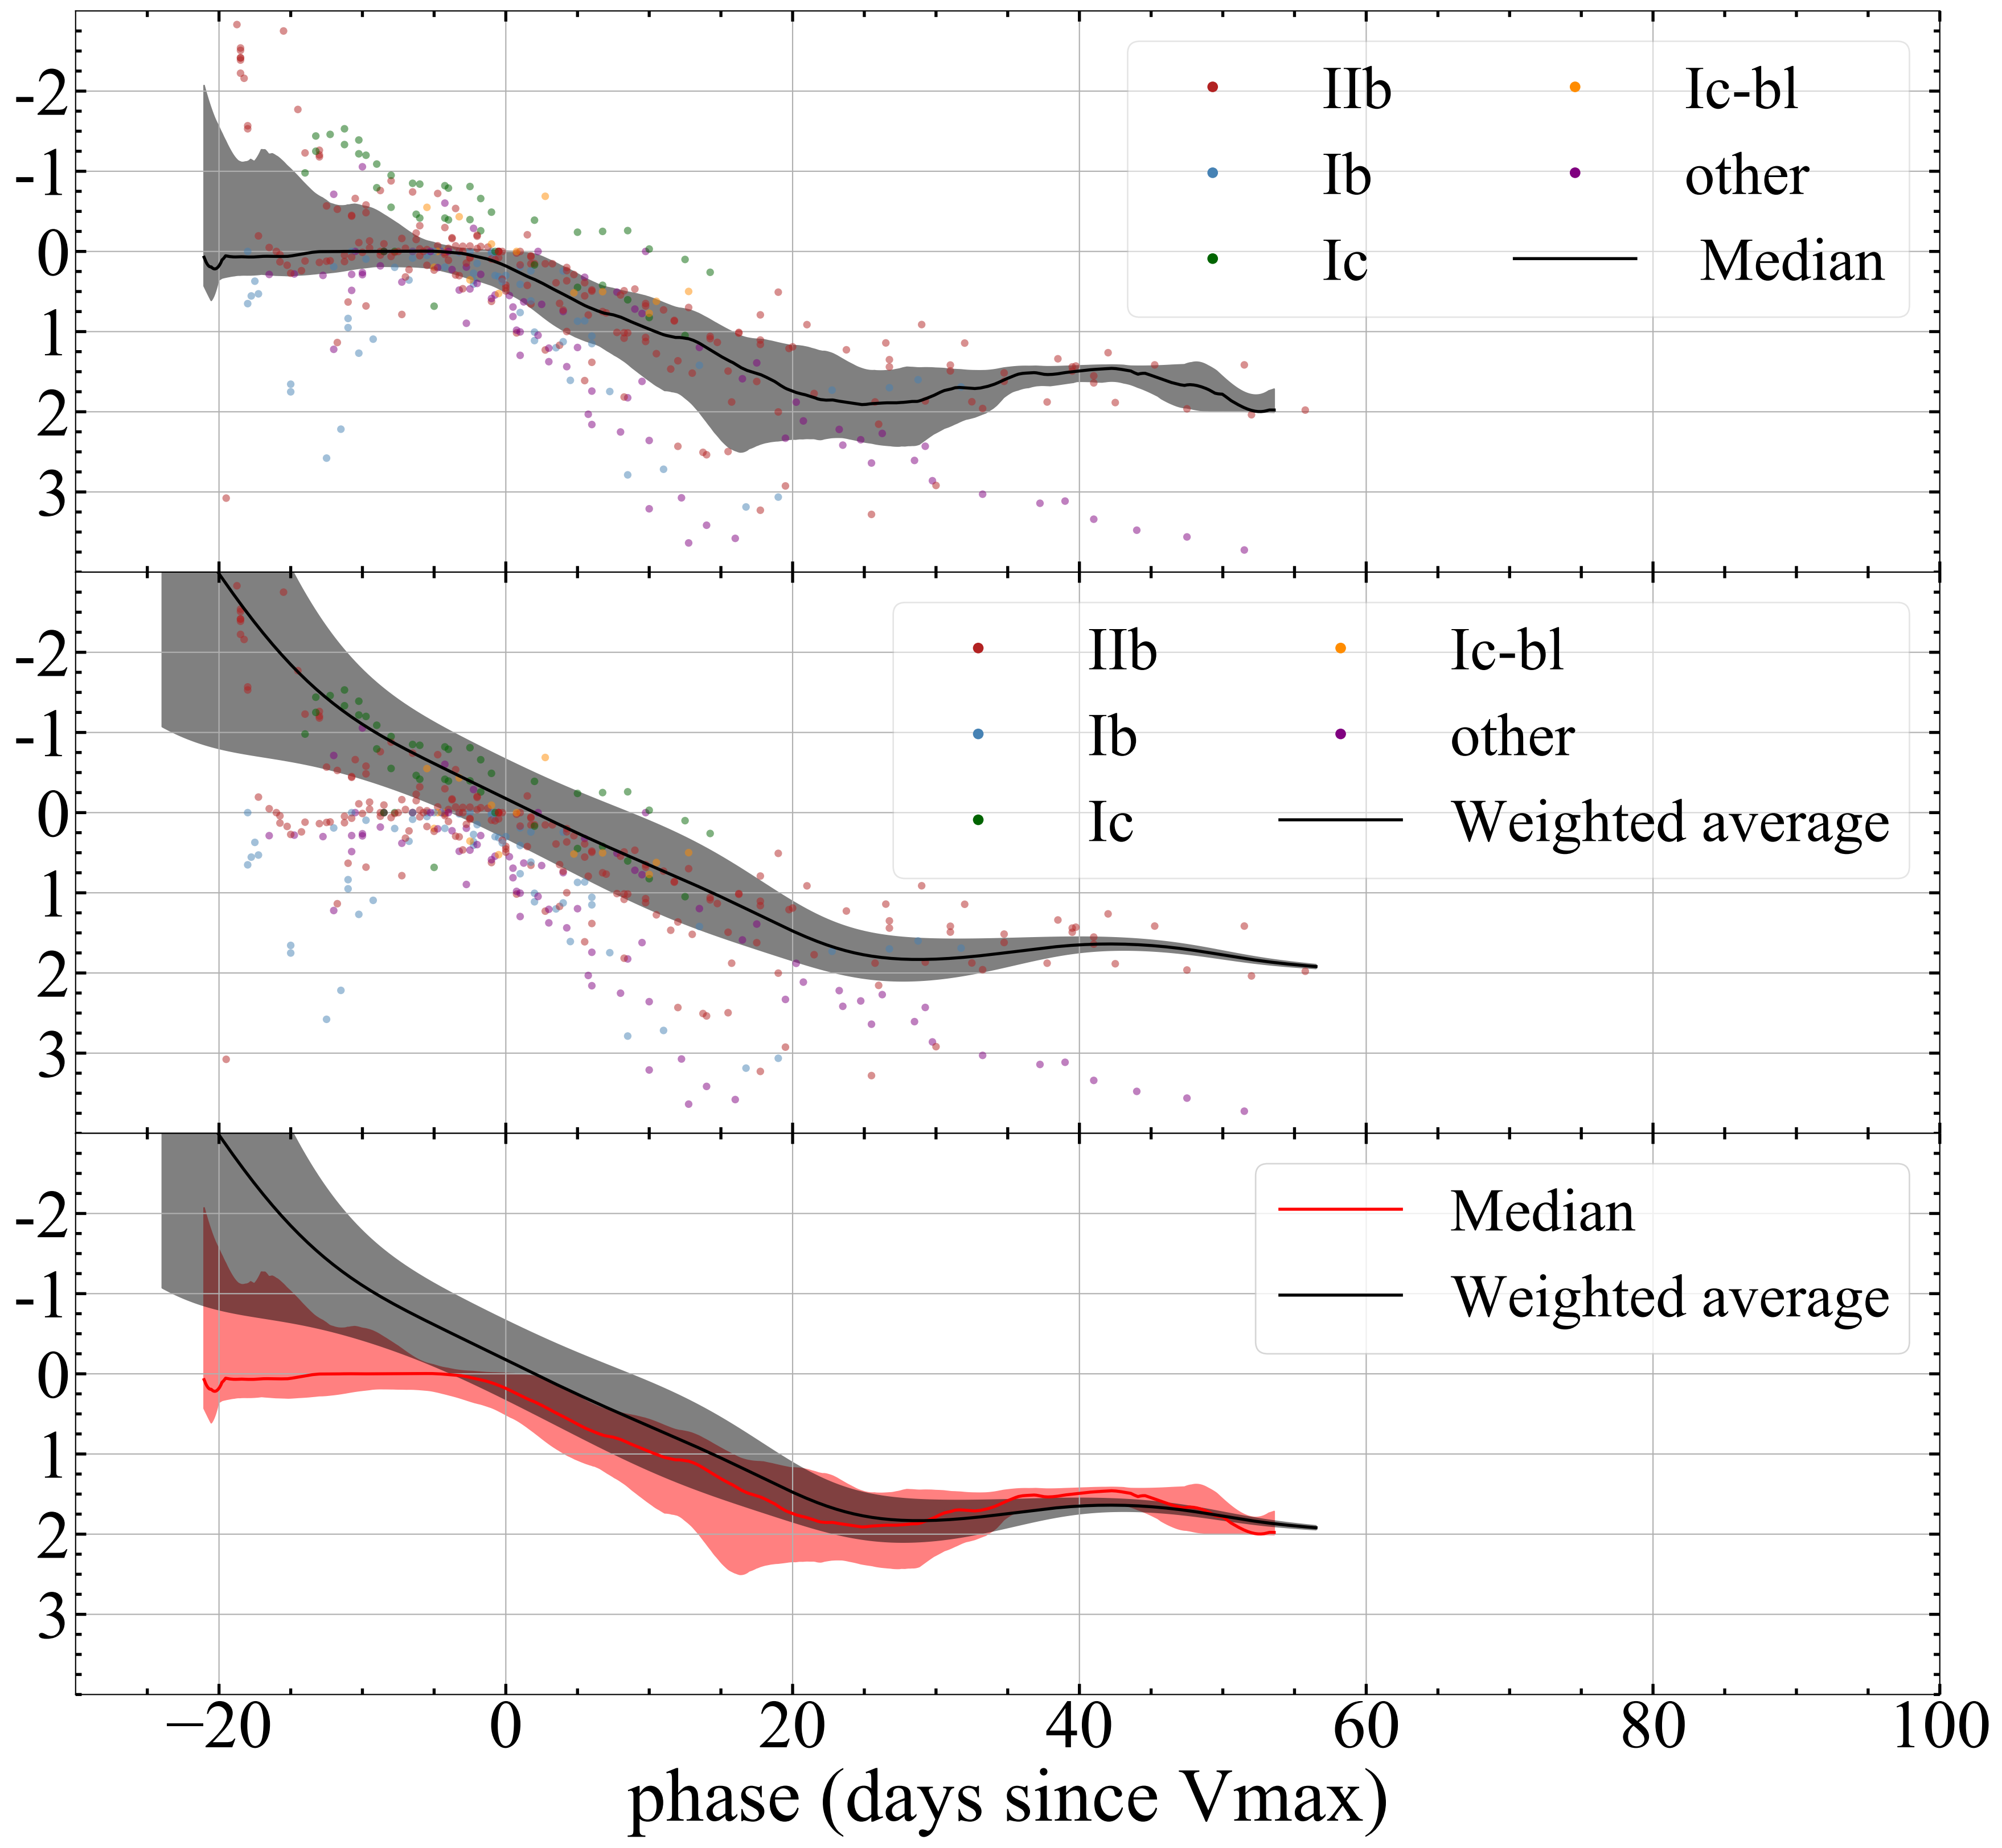 -2
-1
0
1
2
3
IIb
Ib
Ic
Ic-bl
other
Median
-2
-1
0
1
2
3
IIb
Ib
Ic
Ic-bl
other
Weighted average
-2
-1
0
1
2
3
Median
Weighted average
−20 0 20 40 60 80 100
phase (days since Vmax)